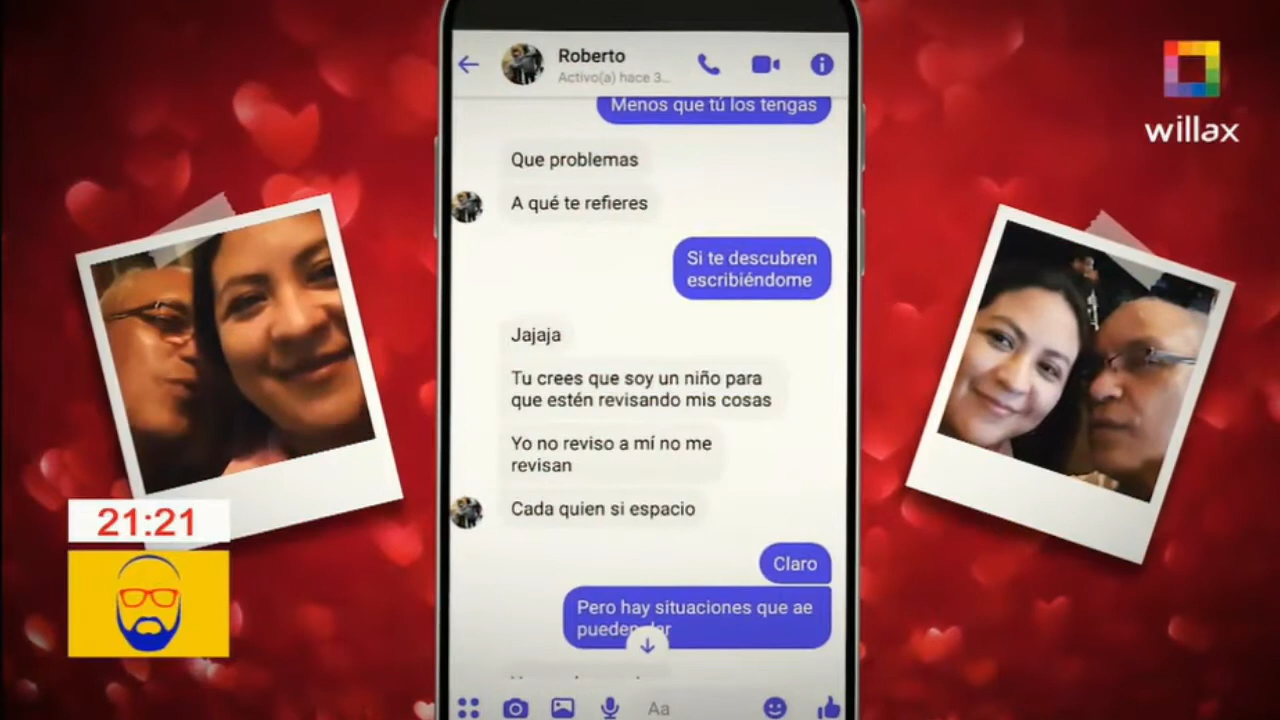 Roberto
Activo(a) hace 3...
willax
Menos que tú los tengas
Que problemas
A qué te refieres
Si te descubren
escribiéndome
Jajaja
Tu crees que soy un niño para
que estén revisando mis cosas
Yo no reviso a mí no me
revisan
Cada quien si espacio
21:21
Claro
Pero hay situaciones que ae
pueden
Aa